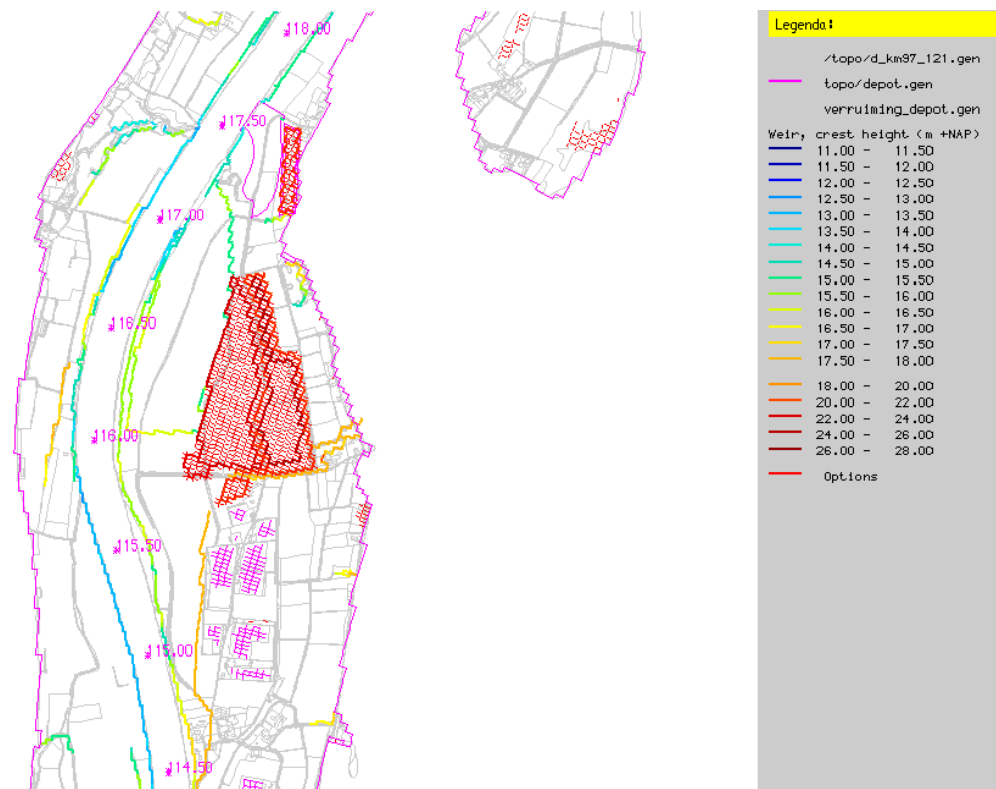 118.00
117.50
117.00
116.50
116.00
115.50
115.00
114.50
Legenda:
/topo/d_km97_121.gen
topo/depot.gen
verruiming_depot.gen
Weir, crest height (m +NAP)
11.00 - 11.50
11.50 - 12.00
12.00 - 12.50
12.50 - 13.00
13.00 - 13.50
13.50 - 14.00
14.00 - 14.50
14.50 - 15.00
15.00 - 15.50
15.50 - 16.00
16.00 - 16.50
16.50 - 17.00
17.00 - 17.50
17.50 - 18.00
18.00 - 20.00
20.00 - 22.00
22.00 - 24.00
24.00 - 26.00
26.00 - 28.00
Options